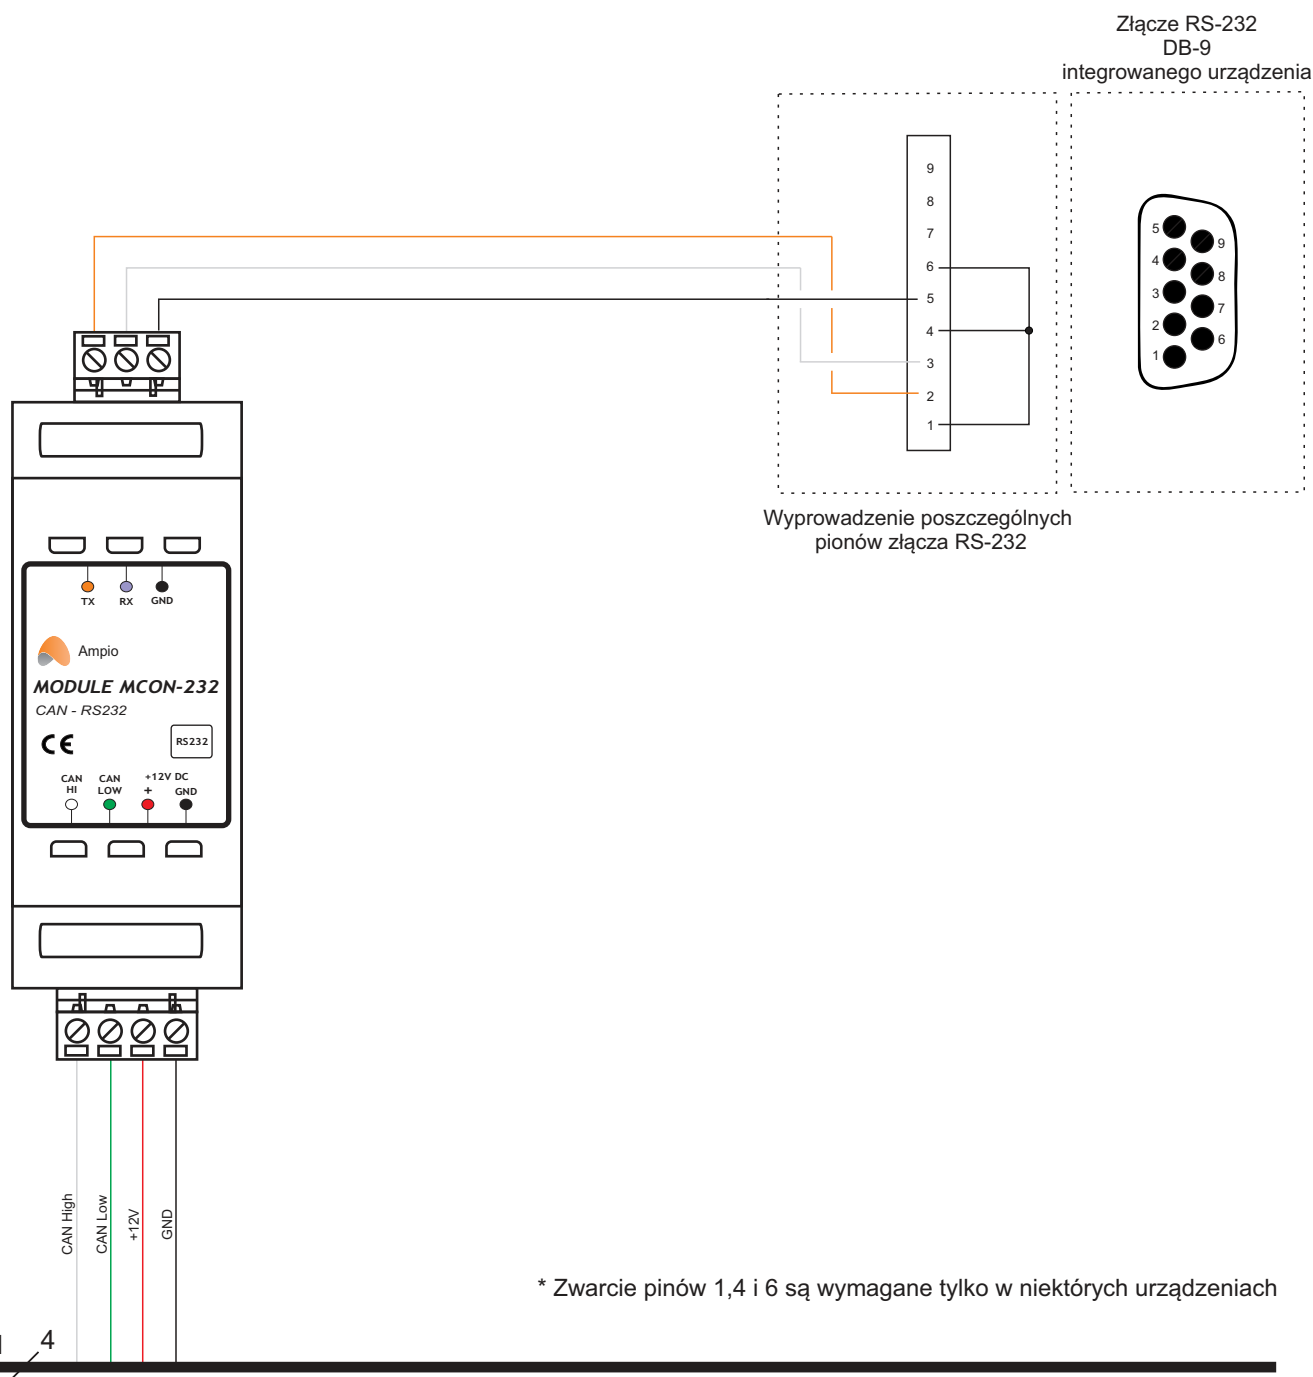 Złącze RS-232
DB-9
integrowanego urządzenia
9
8
7
6
5
4
3
2
1
5
4
3
2
1
9
8
7
6
Wyprowadzenie poszczególnych
pionów złącza RS-232
TX RX GND
Ampio
MODULE MCON-232
CAN - RS232
CE
RS232
CAN HI
CAN LOW
+12V DC
+ GND
CAN High
CAN Low
+12V
GND
* Zwarcie pinów 1,4 i 6 są wymagane tylko w niektórych urządzeniach
4